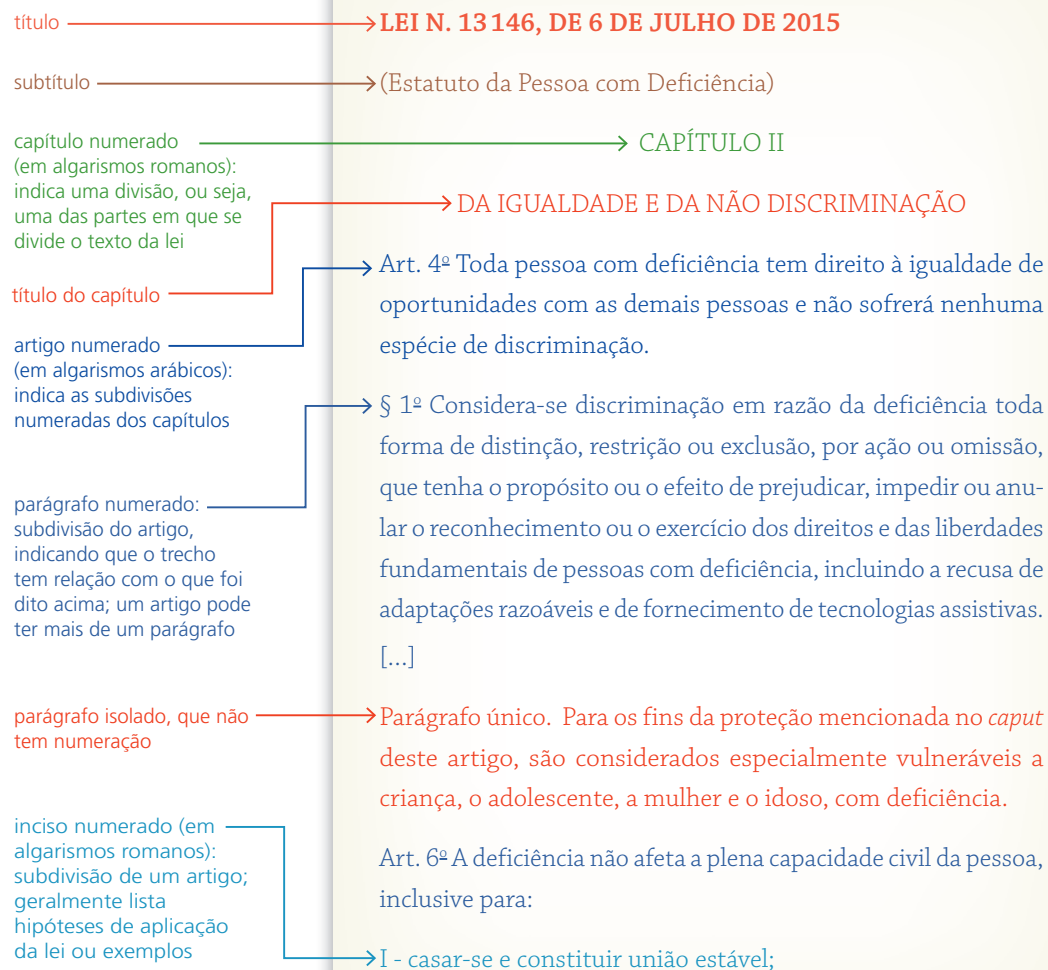 título
LEI N. 13 146, DE 6 DE JULHO DE 2015
subtítulo
(Estatuto da Pessoa com Deficiência)
capítulo numerado
(em algarismos romanos):
indica uma divisão, ou seja,
uma das partes em que se
divide o texto da lei
CAPÍTULO II
título do capítulo
DA IGUALDADE E DA NÃO DISCRIMINAÇÃO
artigo numerado
(em algarismos arábicos):
indica as subdivisões
numeradas dos capítulos
Art. 4º Toda pessoa com deficiência tem direito à igualdade de
oportunidades com as demais pessoas e não sofrerá nenhuma
espécie de discriminação.
parágrafo numerado:
subdivisão do artigo,
indicando que o trecho
tem relação com o que foi
dito acima; um artigo pode
ter mais de um parágrafo
§ 1º Considera-se discriminação em razão da deficiência toda
forma de distinção, restrição ou exclusão, por ação ou omissão,
que tenha o propósito ou o efeito de prejudicar, impedir ou anu-
lar o reconhecimento ou o exercício dos direitos e das liberdades
fundamentais de pessoas com deficiência, incluindo a recusa de
adaptações razoáveis e de fornecimento de tecnologias assistivas.
[...]
parágrafo isolado, que não
tem numeração
Parágrafo único. Para os fins da proteção mencionada no caput
deste artigo, são considerados especialmente vulneráveis a
criança, o adolescente, a mulher e o idoso, com deficiência.
Art. 6º A deficiência não afeta a plena capacidade civil da pessoa,
inclusive para:
inciso numerado (em
algarismos romanos):
subdivisão de um artigo;
geralmente lista
hipóteses de aplicação
da lei ou exemplos
I - casar-se e constituir união estável;